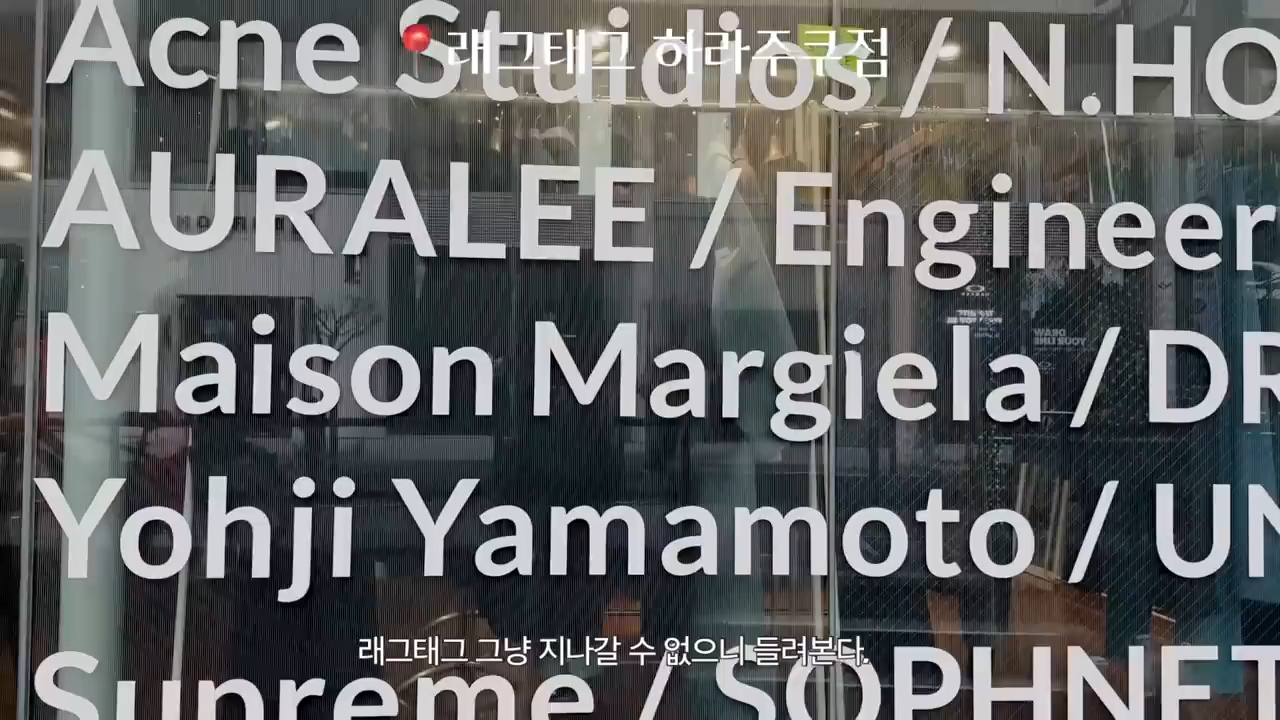 📍래그태그 하라주쿠점
Acne Studios / N.HO
AURALEE / Engineer
Maison Margiela / DR
Yohji Yamamoto / UN
래그태그 그냥 지나갈 수 없으니 들려본다.
Supreme / SOPHNET